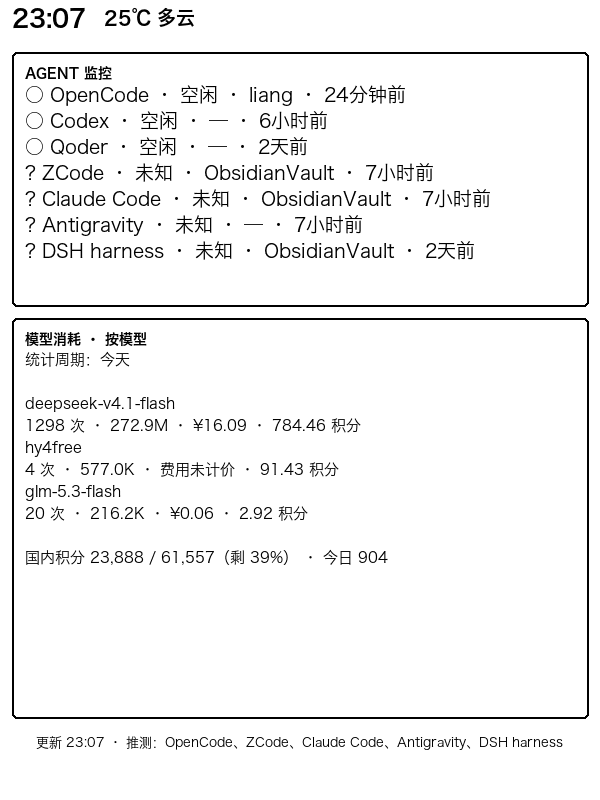 23:07 25℃ 多云
AGENT 监控
○ OpenCode · 空闲 · liang · 24分钟前
○ Codex · 空闲 · — · 6小时前
○ Qoder · 空闲 · — · 2天前
? ZCode · 未知 · ObsidianVault · 7小时前
? Claude Code · 未知 · ObsidianVault · 7小时前
? Antigravity · 未知 · — · 7小时前
? DSH harness · 未知 · ObsidianVault · 2天前
模型消耗 · 按模型
统计周期：今天
deepseek-v4.1-flash
1298 次 · 272.9M · ¥16.09 · 784.46 积分
hy4free
4 次 · 577.0K · 费用未计价 · 91.43 积分
glm-5.3-flash
20 次 · 216.2K · ¥0.06 · 2.92 积分
国内积分 23,888 / 61,557（剩 39%） · 今日 904
更新 23:07 · 推测：OpenCode、ZCode、Claude Code、Antigravity、DSH harness